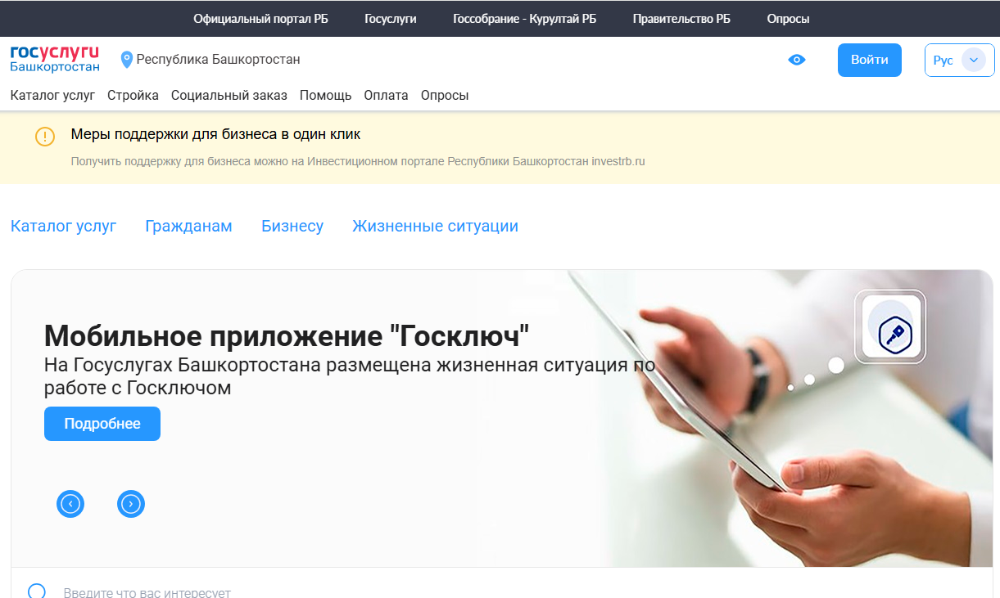 Официальный портал РБ Госуслуги Госсобрание - Курултай РБ Правительство РБ Опросы
госуслуги
Башкортостан
Республика Башкортостан
Войти
Рус
Каталог услуг Стройка Социальный заказ Помощь Оплата Опросы
Меры поддержки для бизнеса в один клик
Получить поддержку для бизнеса можно на Инвестиционном портале Республики Башкортостан investrb.ru
Каталог услуг Гражданам Бизнесу Жизненные ситуации
Мобильное приложение "Госключ"
На Госуслугах Башкортостана размещена жизненная ситуация по
работе с Госключом
Подробнее
Введите что вас интересует